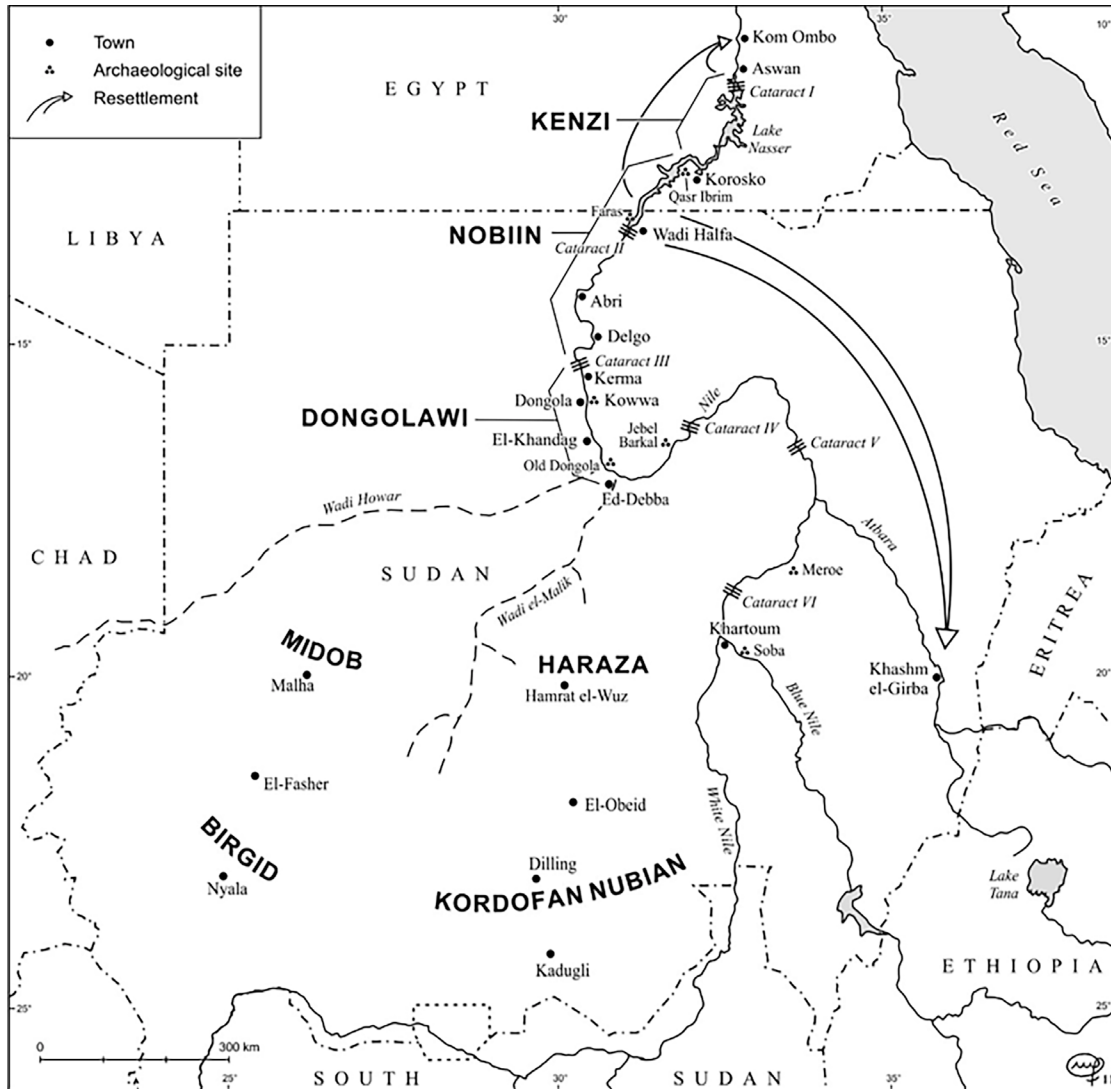 Town
Archaeological site
Resettlement
30°
35°
10°
EGYPT
Kom Ombo
Aswan
Cataract I
KENZI
Lake
Nasser
Red Sea
Korosko
Qasr Ibrim
Faras
LIBYA
NOBIIN
Cataract II
Wadi Halfa
Abri
Delgo
15°
15°
Cataract III
Kerma
Dongola
Kowwa
DONGOLAWI
Nile
El-Khandag
Jebel
Barkal
Cataract IV
Cataract V
Old Dongola
Ed-Debba
Wadi Howar
Atbara
CHAD
SUDAN
Wadi el-Malik
Meroe
Cataract VI
ERITREA
MIDOB
Malha
HARAZA
Hamrat el-Wuz
Khartoum
Soba
Khashm
el-Girba
20°
20°
Blue Nile
El-Fasher
El-Obeid
White Nile
BIRGID
Nyala
Dilling
KORDOFAN NUBIAN
Lake
Tana
Kadugli
ETHIOPIA
25°
25°
0
300 km
25°
30°
35°
SOUTH SUDAN